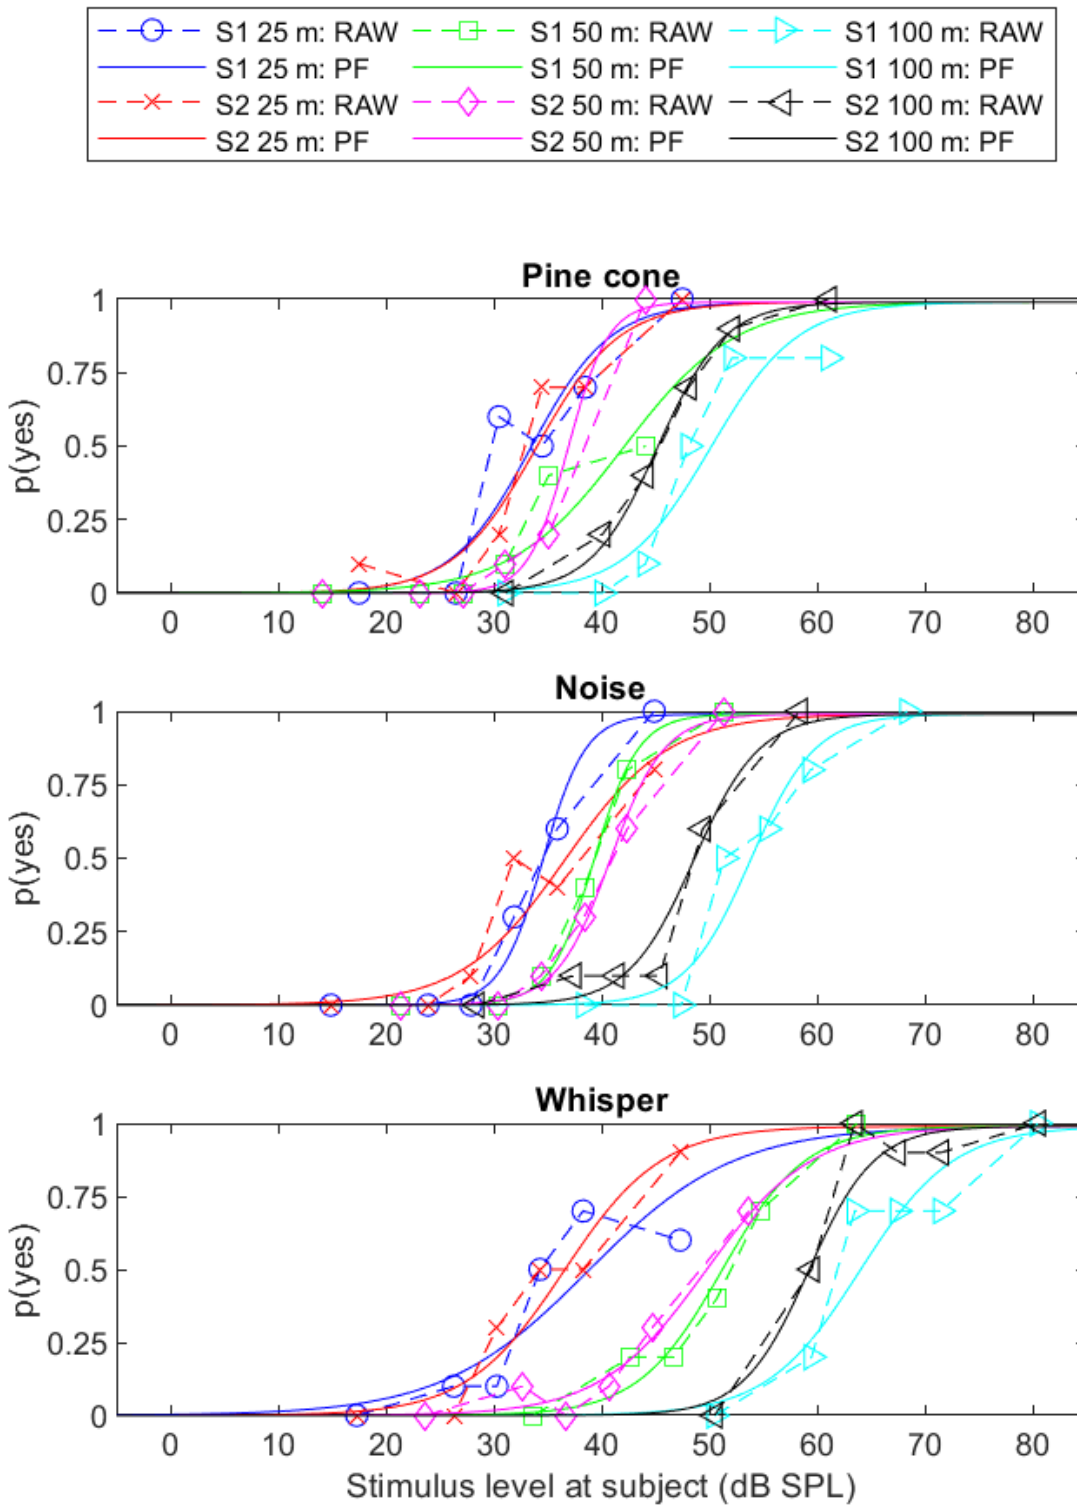 S1 25 m: RAW S1 50 m: RAW S1 100 m: RAW
S1 25 m: PF S1 50 m: PF S1 100 m: PF
S2 25 m: RAW S2 50 m: RAW S2 100 m: RAW
S2 25 m: PF S2 50 m: PF S2 100 m: PF
Pine cone
1
0.75
0.5
0.25
0
p(yes)
0 10 20 30 40 50 60 70 80
Noise
1
0.75
0.5
0.25
0
p(yes)
0 10 20 30 40 50 60 70 80
Whisper
1
0.75
0.5
0.25
0
p(yes)
0 10 20 30 40 50 60 70 80
Stimulus level at subject (dB SPL)